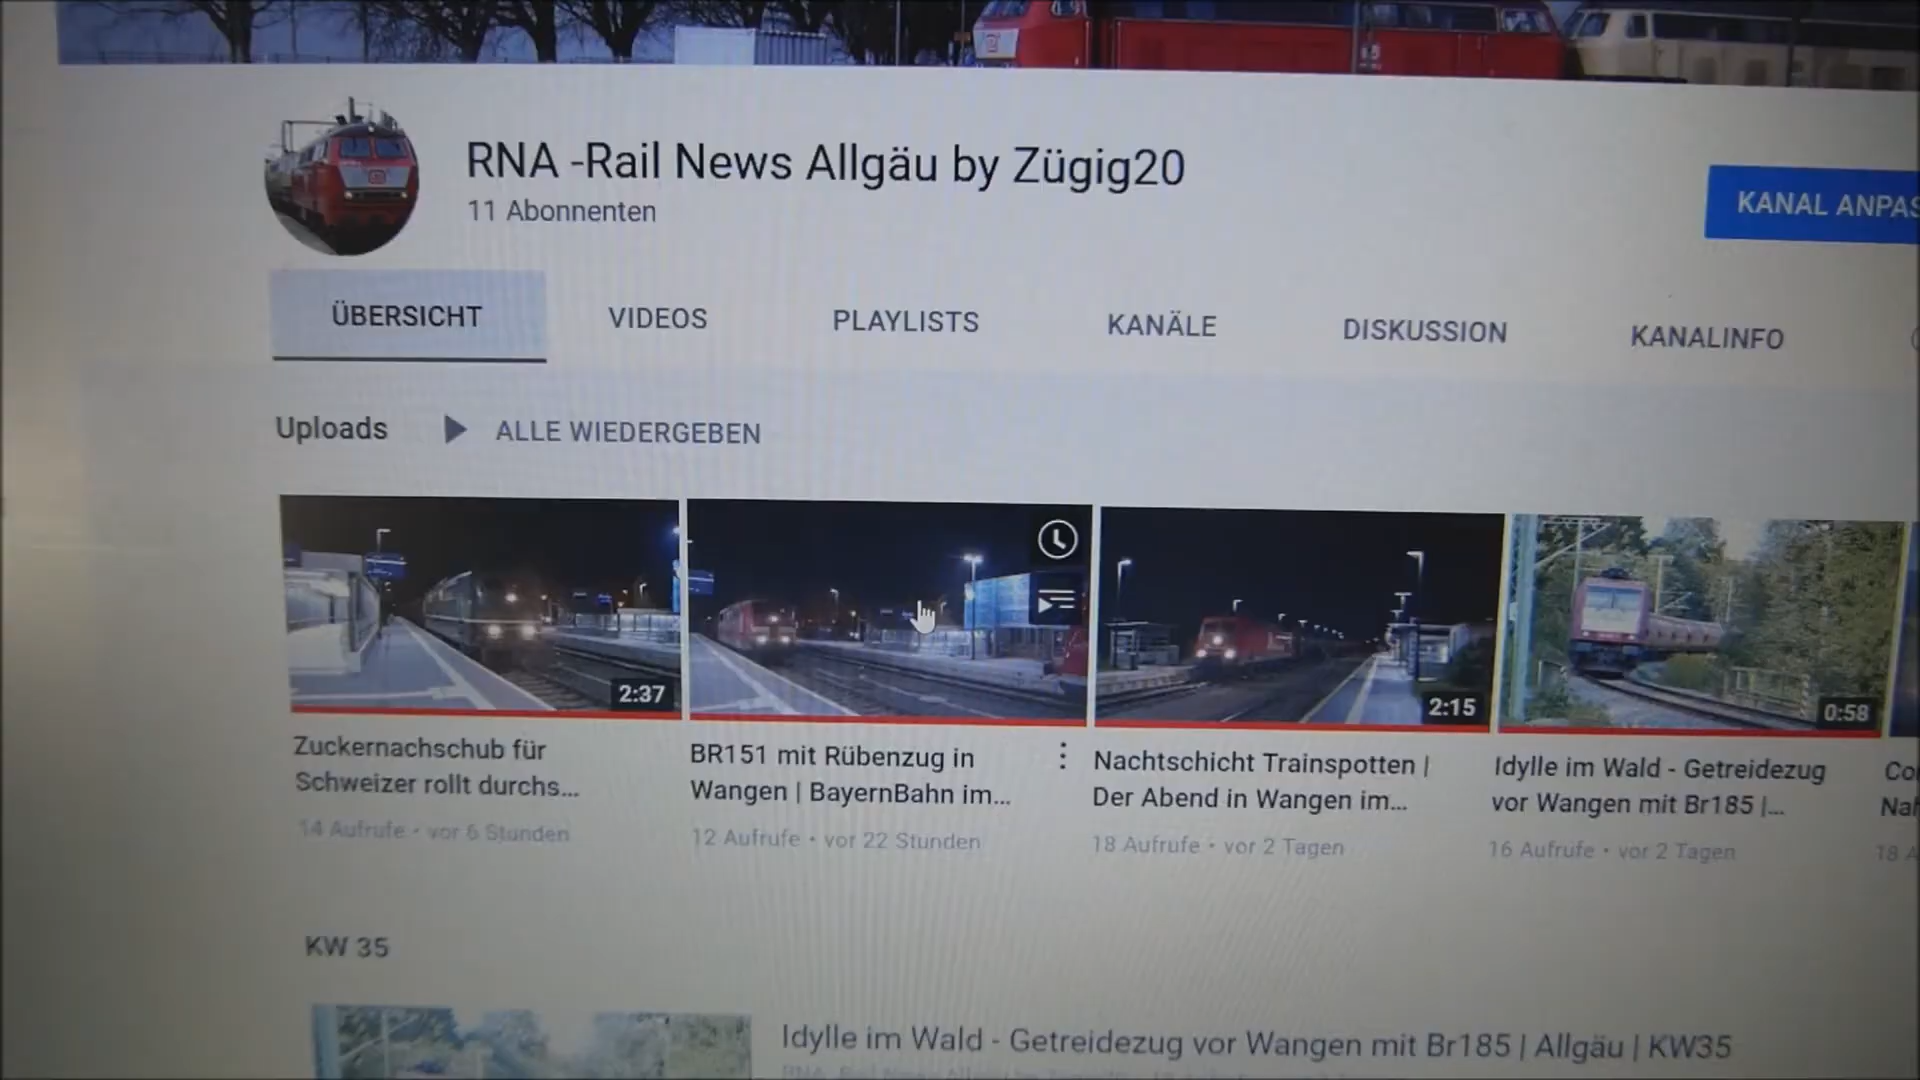 RNA -Rail News Allgäu by Zügig20
11 Abonnenten
KANAL ANPAS
ÜBERSICHT
VIDEOS
PLAYLISTS
KANÄLE
DISKUSSION
KANALINFO
Uploads
ALLE WIEDERGEBEN
2:37
2:15
0:58
Zuckernachschub für
Schweizer rollt durchs...
14 Aufrufe • vor 6 Stunden
BR151 mit Rübenzug in
Wangen | BayernBahn im...
12 Aufrufe • vor 22 Stunden
Nachtschicht Trainspotten |
Der Abend in Wangen im...
18 Aufrufe • vor 2 Tagen
Idylle im Wald - Getreidezug
vor Wangen mit Br185 |...
16 Aufrufe • vor 2 Tagen
18 A
KW 35
Idylle im Wald - Getreidezug vor Wangen mit Br185 | Allgäu | KW35